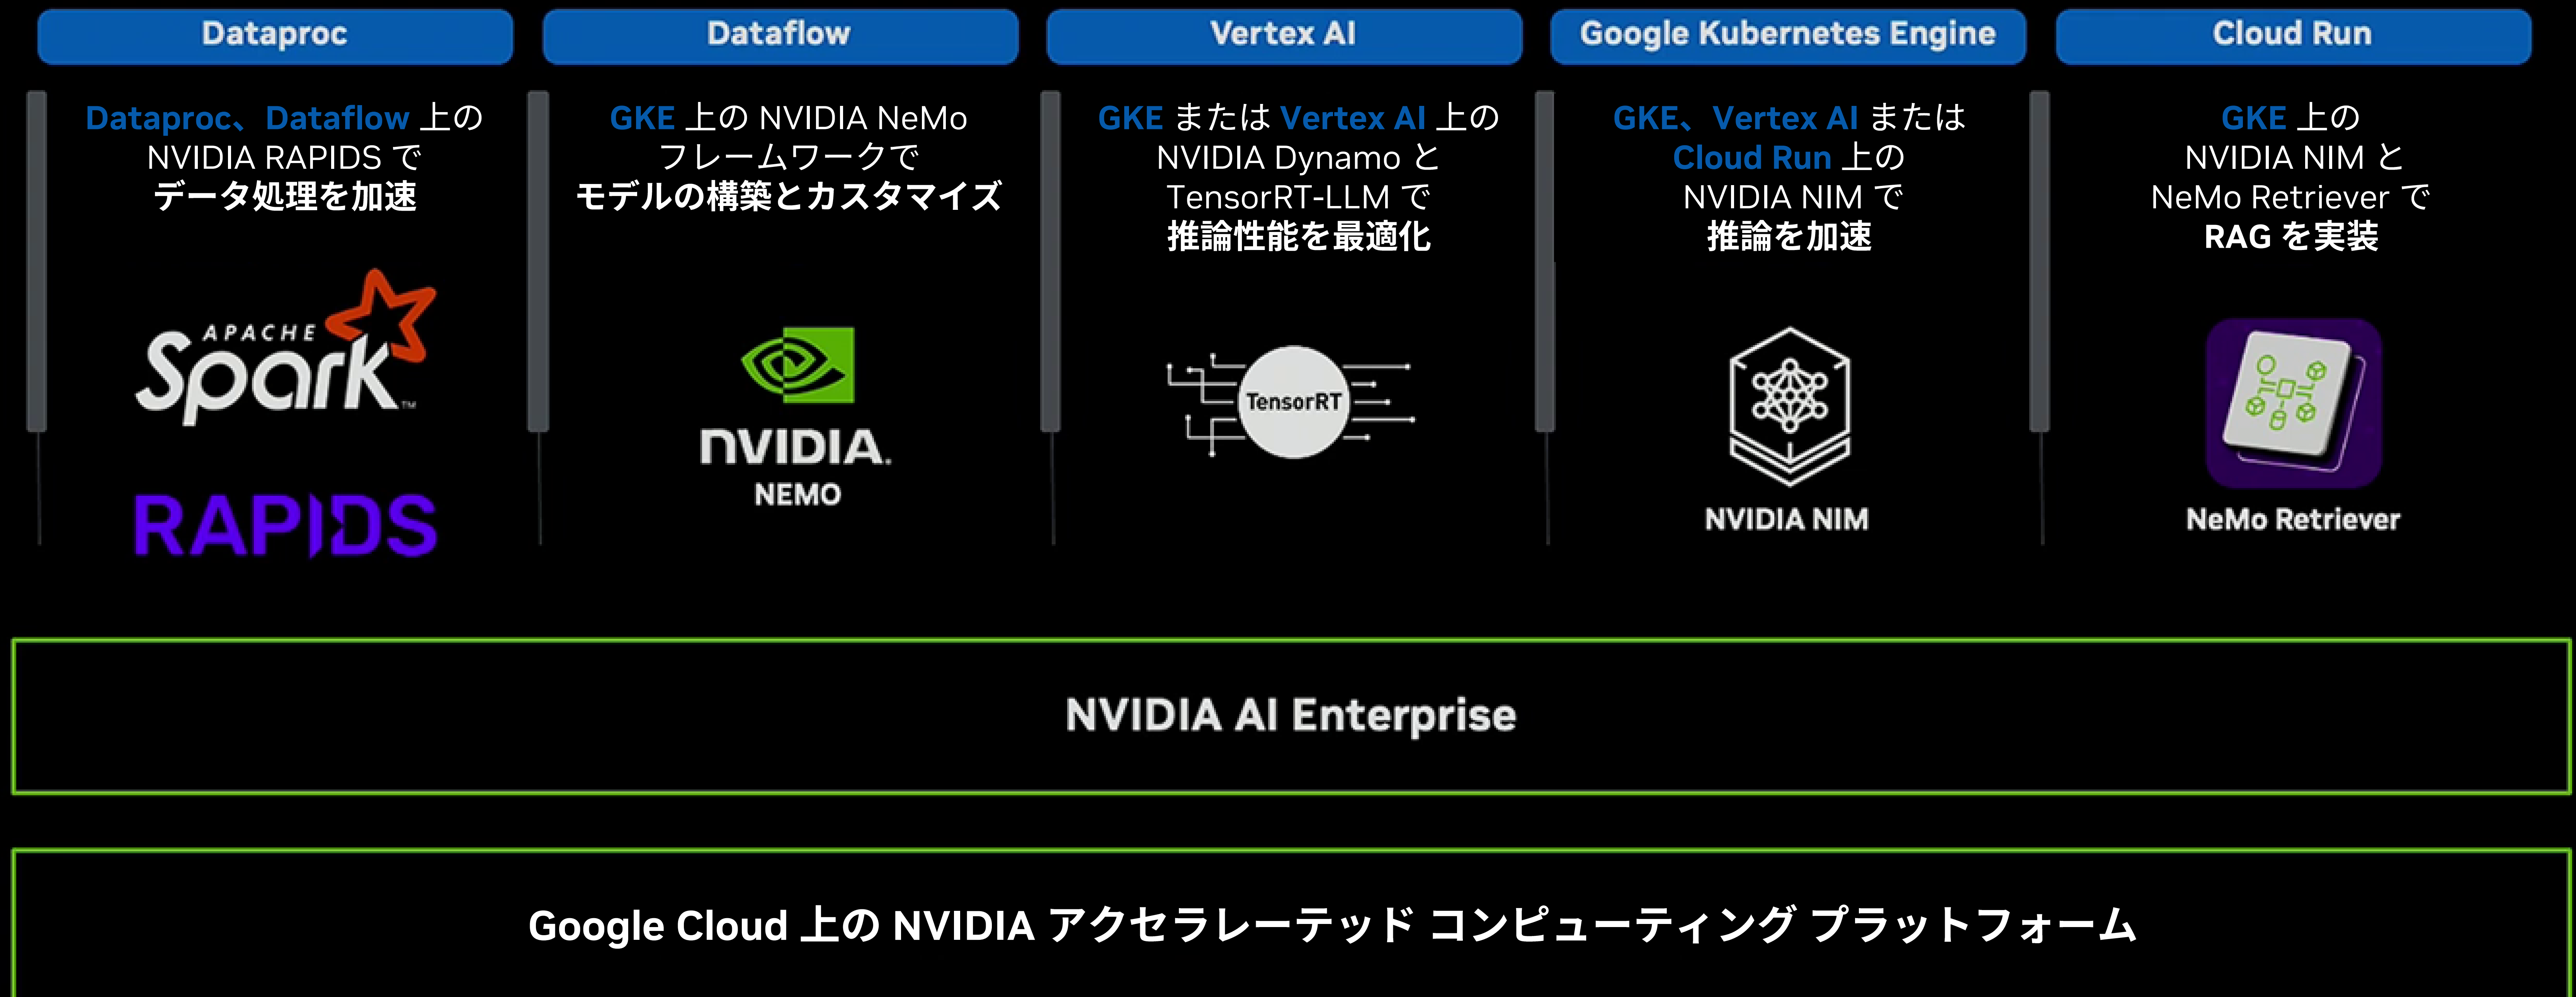 Dataproc
Dataflow
Vertex AI
Google Kubernetes Engine
Cloud Run
Dataproc、Dataflow 上の
NVIDIA RAPIDS で
データ処理を加速
APACHE
Spark™
RAPIDS
GKE 上の NVIDIA NeMo
フレームワークで
モデルの構築とカスタマイズ
NVIDIA.
NEMO
GKE または Vertex AI 上の
NVIDIA Dynamo と
TensorRT-LLM で
推論性能を最適化
TensorRT
GKE、Vertex AI または
Cloud Run 上の
NVIDIA NIM で
推論を加速
NVIDIA NIM
GKE 上の
NVIDIA NIM と
NeMo Retriever で
RAG を実装
NeMo Retriever
NVIDIA AI Enterprise
Google Cloud 上の NVIDIA アクセラレーテッド コンピューティング プラットフォーム